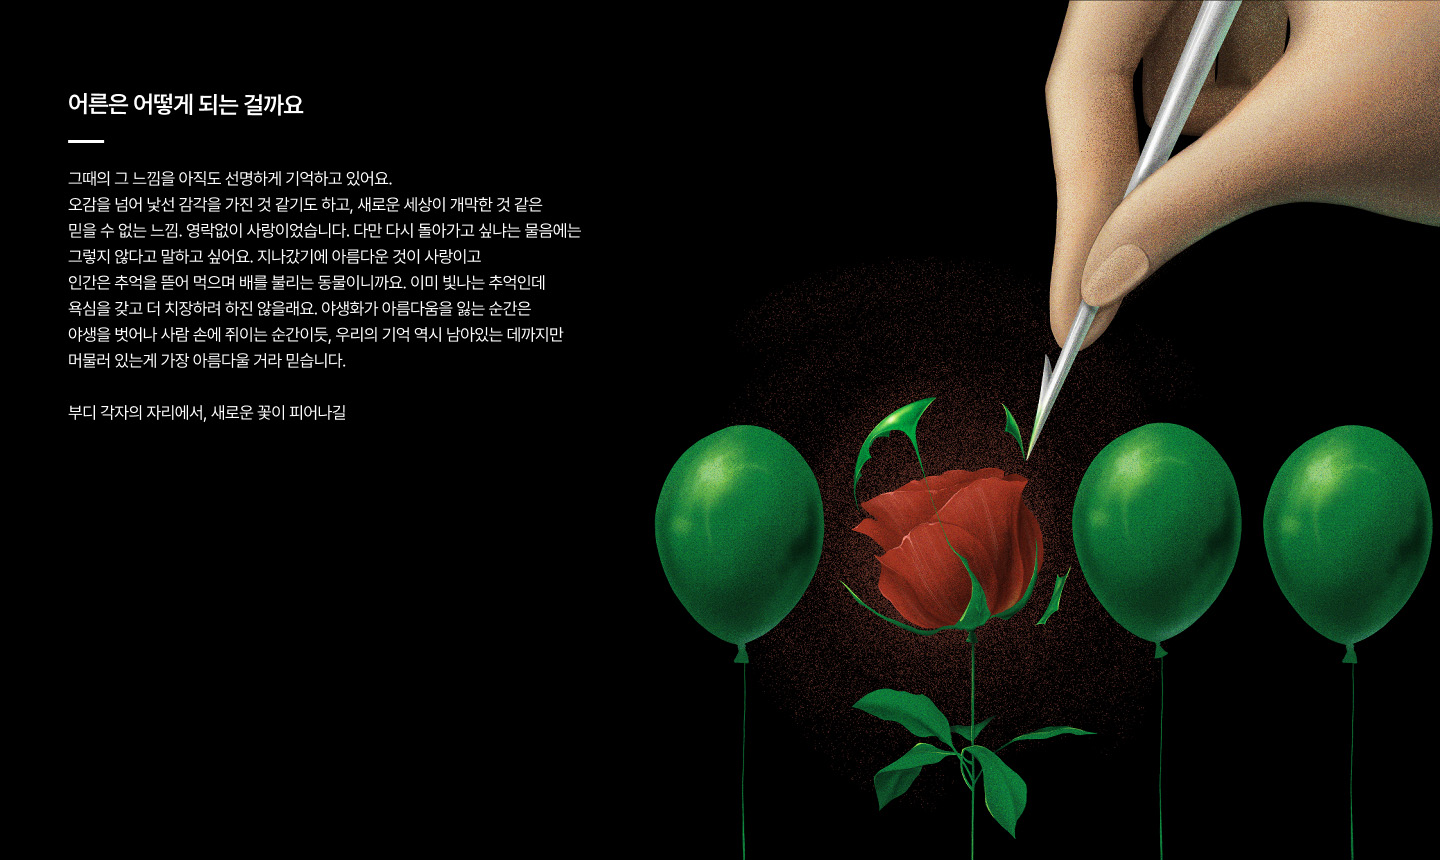 어른은 어떻게 되는 걸까요
그때의 그 느낌을 아직도 선명하게 기억하고 있어요.
오감을 넘어 낯선 감각을 가진 것 같기도 하고, 새로운 세상이 개막한 것 같은
믿을 수 없는 느낌. 영락없이 사랑이었습니다. 다만 다시 돌아가고 싶냐는 물음에는
그렇지 않다고 말하고 싶어요. 지나갔기에 아름다운 것이 사랑이고
인간은 추억을 뜯어 먹으며 배를 불리는 동물이니까요. 이미 빛나는 추억인데
욕심을 갖고 더 치장하려 하진 않을래요. 야생화가 아름다움을 잃는 순간은
야생을 벗어나 사람 손에 쥐이는 순간이듯, 우리의 기억 역시 남아있는 데까지만
머물러 있는게 가장 아름다울 거라 믿습니다.
부디 각자의 자리에서, 새로운 꽃이 피어나길